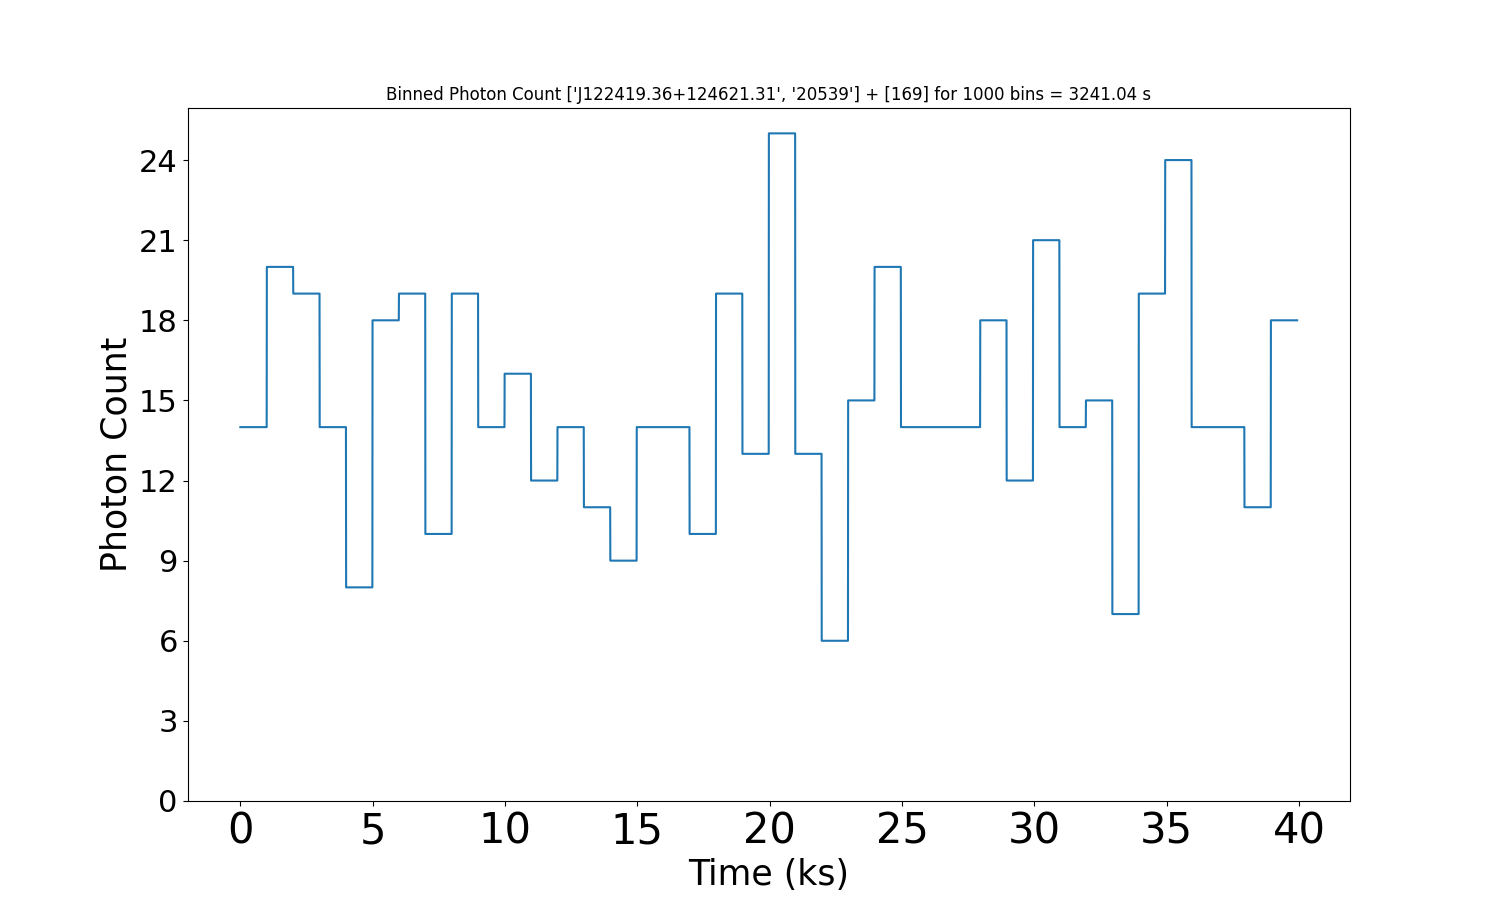 Binned Photon Count ['J122419.36+124621.31', '20539'] + [169] for 1000 bins = 3241.04 s
24
21
18
15
12
9
6
3
0
Photon Count
0 5 10 15 20 25 30 35 40
Time (ks)